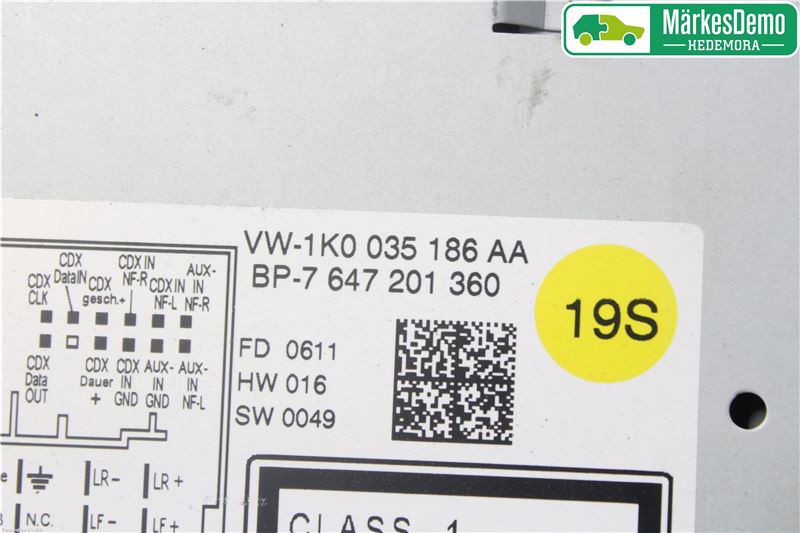 MärkesDemo
HEDEMORA
VW-1K0 035 186 AA
BP-7 647 201 360
19S
FD 0611
HW 016
SW 0049
CDX CLK
CDX DataIN
CDX gesch.+
CDX IN NF-R
CDX IN NF-L
AUX-IN NF-R
CDX Data OUT
CDX Dauer +
CDX IN GND
AUX-IN GND
AUX-IN NF-L
LR-
LR+
N.C.
LF-
LF+
CLASS 1